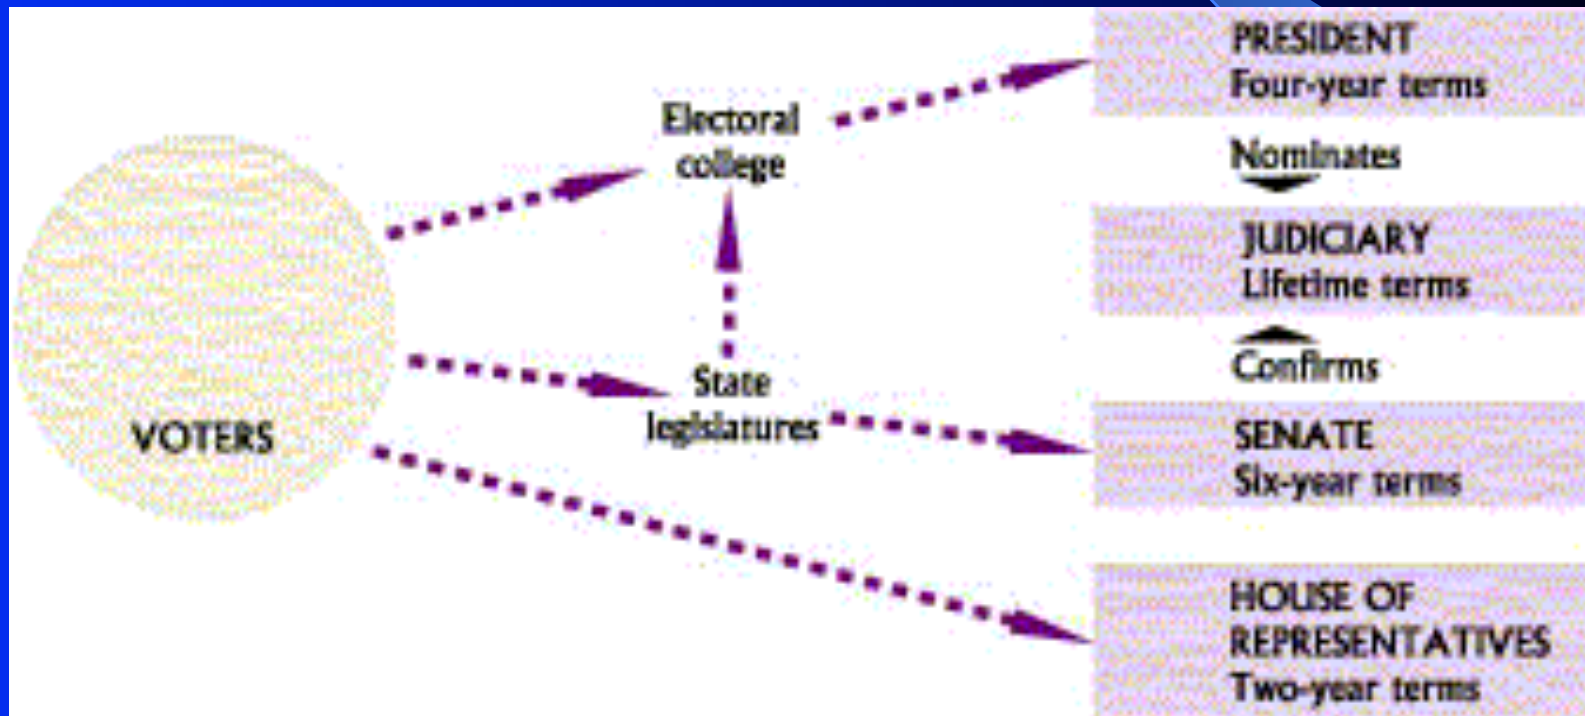 VOTERS
Electoral
college
State
legislatures
PRESIDENT
Four-year terms
Nominates
JUDICIARY
Lifetime terms
Confirms
SENATE
Six-year terms
HOUSE OF
REPRESENTATIVES
Two-year terms